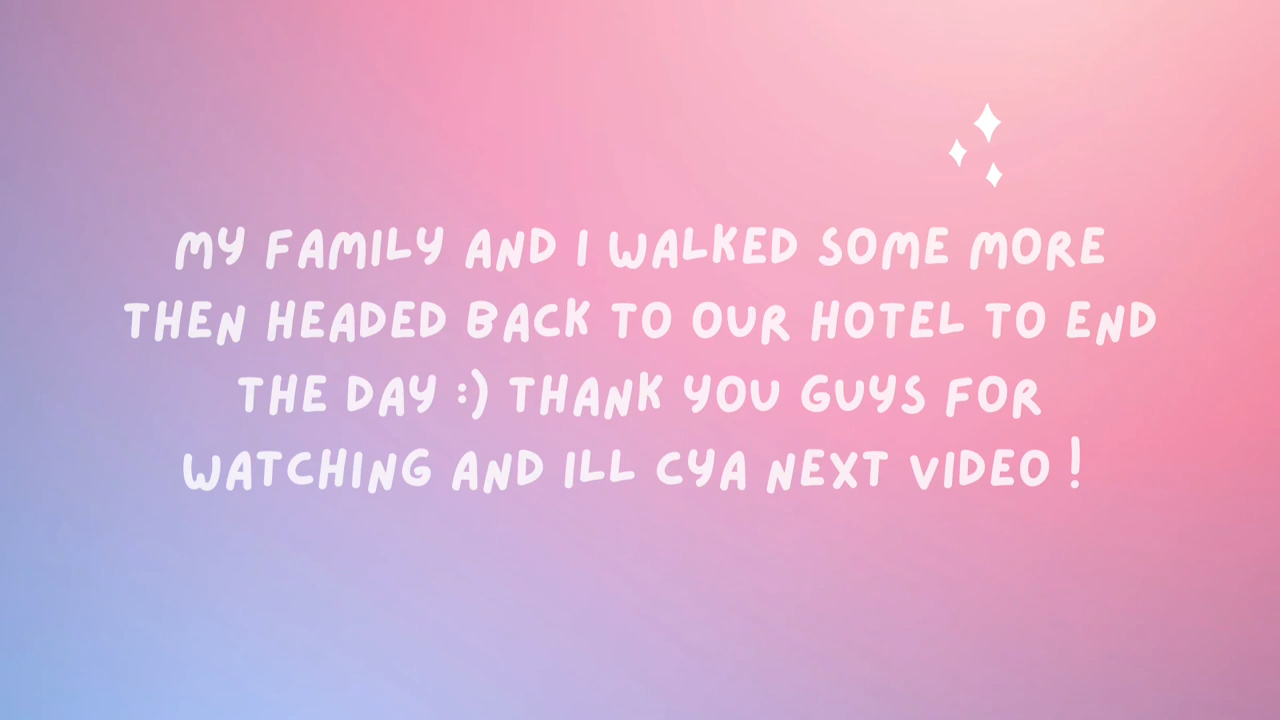 MY FAMILY AND I WALKED SOME MORE
THEN HEADED BACK TO OUR HOTEL TO END
THE DAY :) THANK YOU GUYS FOR
WATCHING AND ILL CYA NEXT VIDEO !